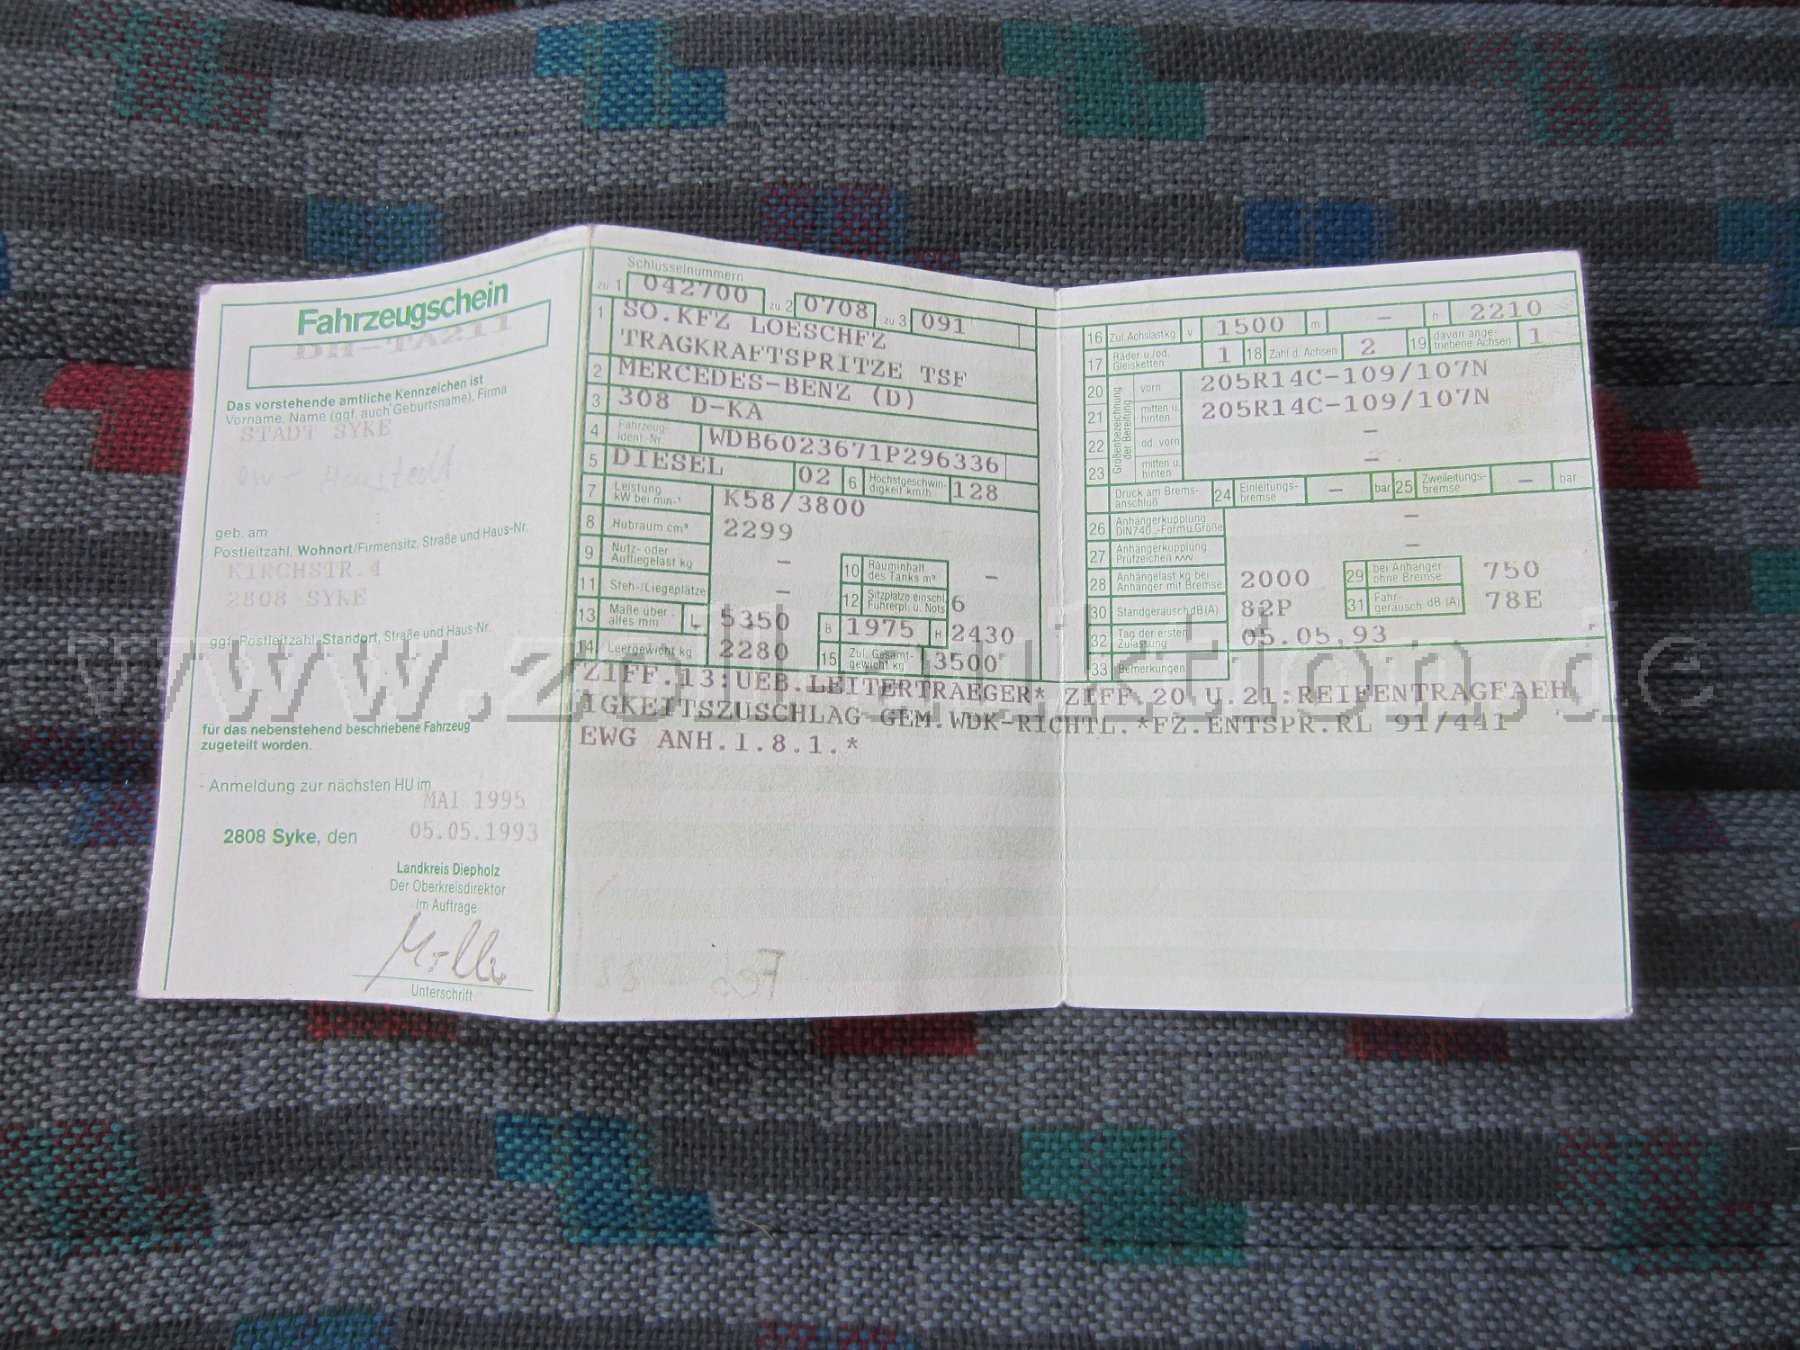 Fahrzeugschein
DH-TA211
Das vorstehende amtliche Kennzeichen ist
Vorname, Name (ggf. auch Geburtsname), Firma
STADT SYKE
OW-
geb. am
Postleitzahl, Wohnort/Firmensitz, Straße und Haus-Nr.
KIRCHSTR.4
2808 SYKE
ggf. Postleitzahl, Standort, Straße und Haus-Nr.
für das nebenstehend beschriebene Fahrzeug
zugeteilt worden.
- Anmeldung zur nächsten HU im
MAI 1995
2808 Syke, den 05.05.1993
Landkreis Diepholz
Der Oberkreisdirektor
Im Auftrage
Unterschrift
Schlüsselnummern
zu 1 042700 zu 2 0708 zu 3 091
1 SO.KFZ LOESCHFZ
TRAGKRAFTSPRITZE TSF
2 MERCEDES-BENZ (D)
3 308 D-KA
4 Fahrzeug-Ident.-Nr. WDB6023671P296336
5 DIESEL 02 6 Höchstgeschwindigkeit km/h 128
7 Leistung kW bei min⁻¹ K58/3800
8 Hubraum cm³ 2299
9 Nutz- oder Aufliegelast kg - 10 Rauminhalt des Tanks m³ -
11 Steh-/Liegeplätze - 12 Sitzplätze einschl. Führerpl. u. Nots. 6
13 Maße über alles mm L 5350 B 1975 H 2430
14 Leergewicht kg 2280 15 Zul. Gesamtgewicht kg 3500
16 Zul. Achslast kg v 1500 m - h 2210
17 Räder u./od. Gleisketten 1 18 Zahl d. Achsen 2 19 davon angetriebene Achsen 1
Größenbezeichnung der Bereifung
20 vorn 205R14C-109/107N
21 mitten u. hinten 205R14C-109/107N
22 od. vorn -
23 mitten u. hinten -
Druck am Bremsanschluß 24 Einleitungsbremse - bar 25 Zweileitungsbremse - bar
26 Anhängerkupplung DIN 740.. -Form u. Größe -
27 Anhängerkupplung Prüfzeichen -
28 Anhängelast kg bei Anhänger mit Bremse 2000 29 bei Anhänger ohne Bremse 750
30 Standgeräusch dB (A) 82P 31 Fahrgeräusch dB (A) 78E
32 Tag der ersten Zulassung 05.05.93
33 Bemerkungen
ZIFF.13:UEB.LEITERTRAEGER* ZIFF.20 U.21:REIFENTRAGFAEH
IGKEITSZUSCHLAG GEM.WDK-RICHTL.*FZ.ENTSPR.RL 91/441
EWG ANH.I.8.1.*
www.zoll-auktion.de